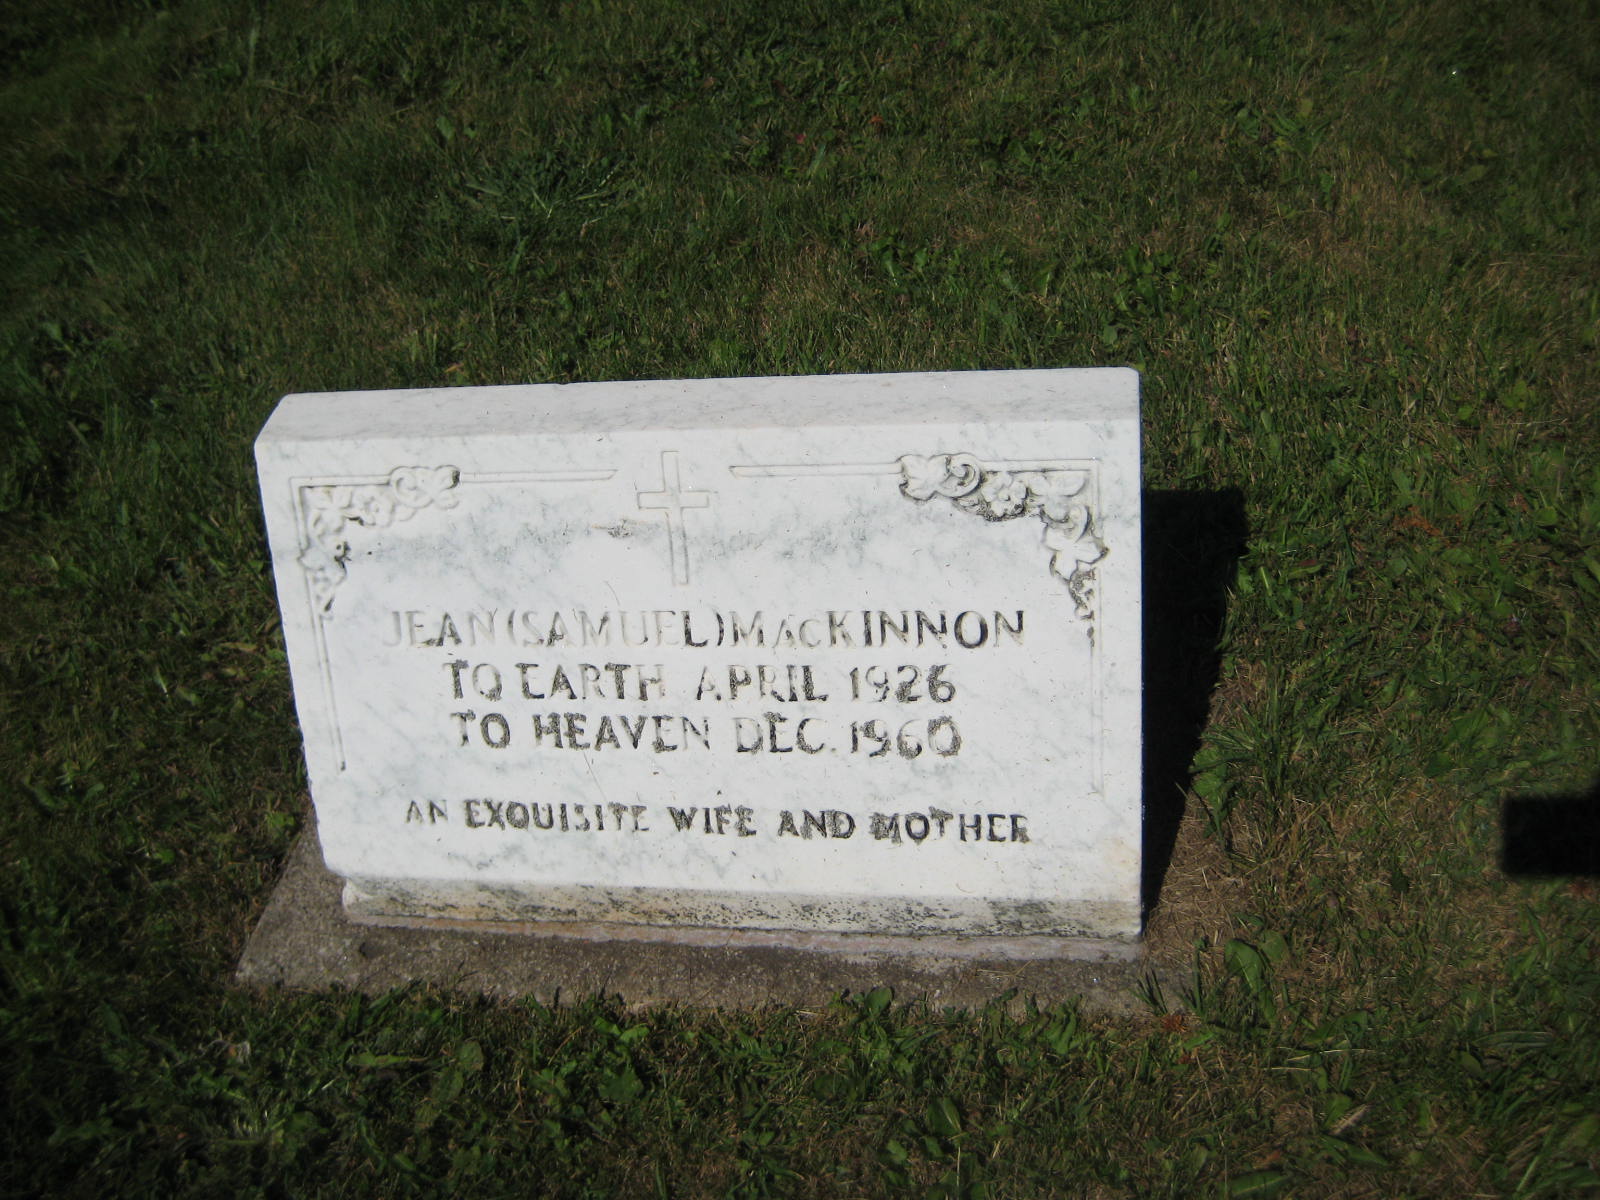 JEAN (SAMUEL) MacKINNON
TO EARTH APRIL 1926
TO HEAVEN DEC. 1960
AN EXQUISITE WIFE AND MOTHER